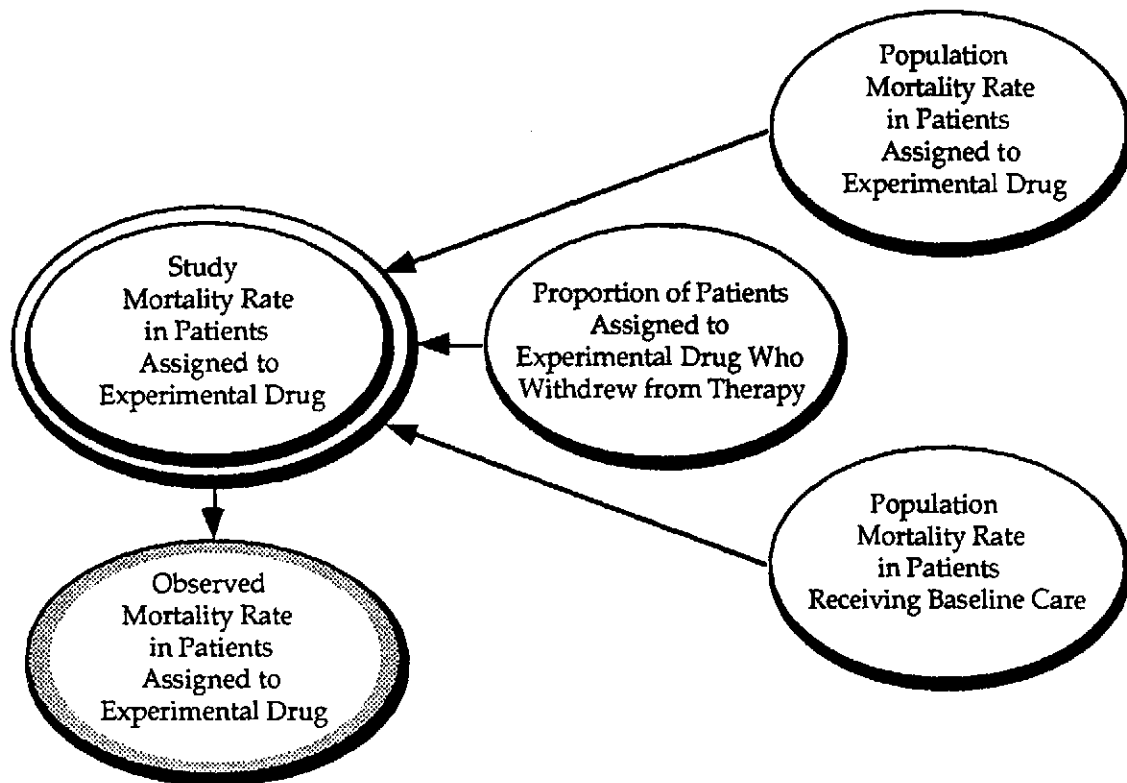 Population
Mortality Rate
in Patients
Assigned to
Experimental Drug
Study
Mortality Rate
in Patients
Assigned to
Experimental Drug
Proportion of Patients
Assigned to
Experimental Drug Who
Withdrew from Therapy
Population
Mortality Rate
in Patients
Receiving Baseline Care
Observed
Mortality Rate
in Patients
Assigned to
Experimental Drug